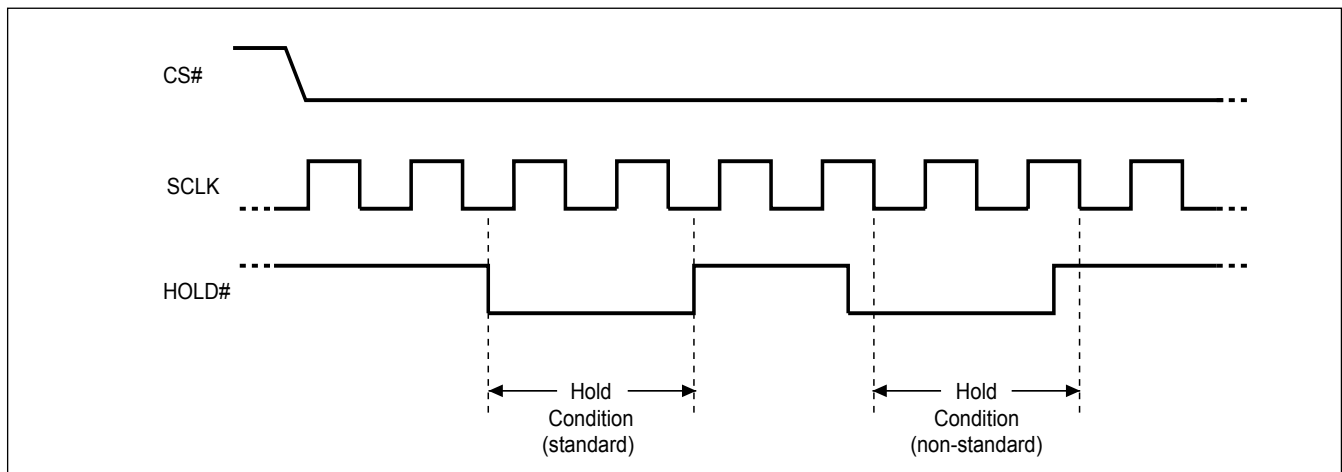 CS#
SCLK
HOLD#
Hold
Condition
(standard)
Hold
Condition
(non-standard)